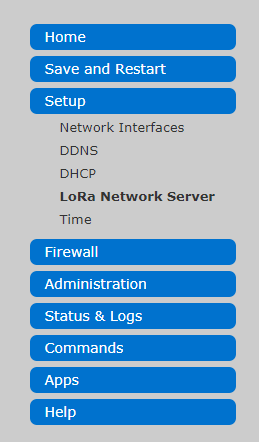 Home
Save and Restart
Setup
Network Interfaces
DDNS
DHCP
LoRa Network Server
Time
Firewall
Administration
Status & Logs
Commands
Apps
Help